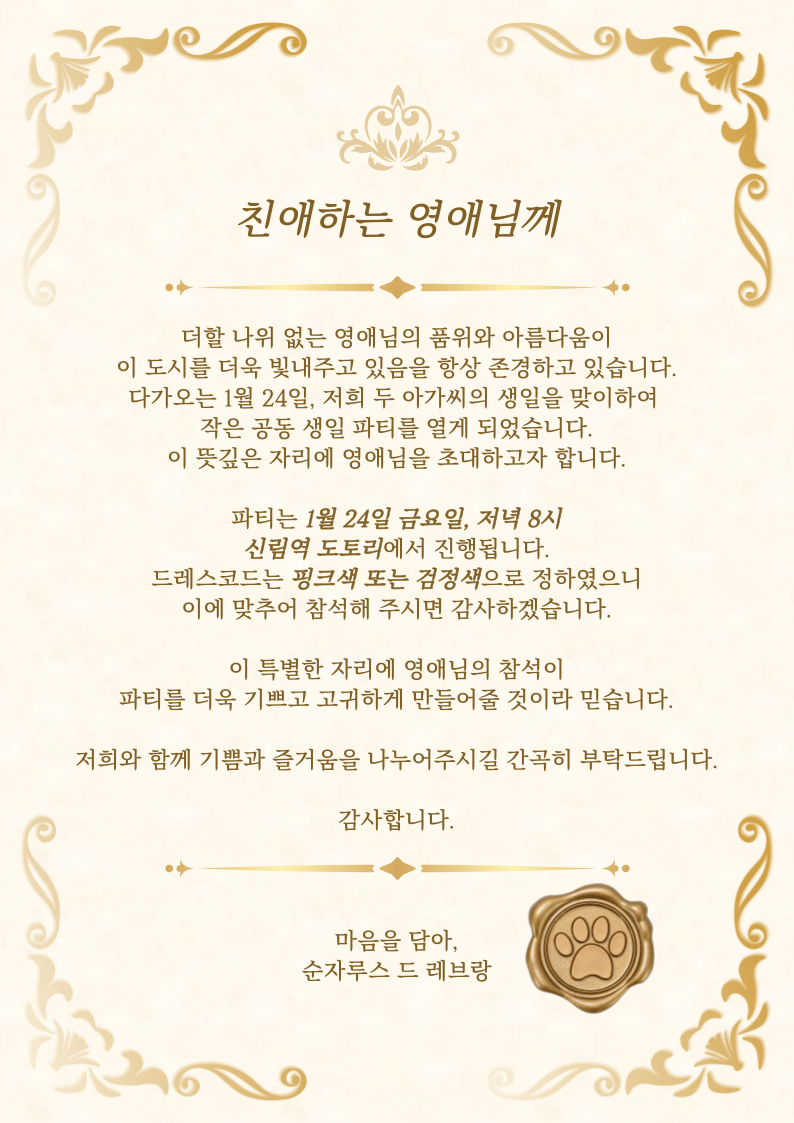 친애하는 영애님께
더할 나위 없는 영애님의 품위와 아름다움이
이 도시를 더욱 빛내주고 있음을 항상 존경하고 있습니다.
다가오는 1월 24일, 저희 두 아가씨의 생일을 맞이하여
작은 공동 생일 파티를 열게 되었습니다.
이 뜻깊은 자리에 영애님을 초대하고자 합니다.
파티는 1월 24일 금요일, 저녁 8시
신림역 도토리에서 진행됩니다.
드레스코드는 핑크색 또는 검정색으로 정하였으니
이에 맞추어 참석해 주시면 감사하겠습니다.
이 특별한 자리에 영애님의 참석이
파티를 더욱 기쁘고 고귀하게 만들어줄 것이라 믿습니다.
저희와 함께 기쁨과 즐거움을 나누어주시길 간곡히 부탁드립니다.
감사합니다.
마음을 담아,
순자루스 드 레브랑